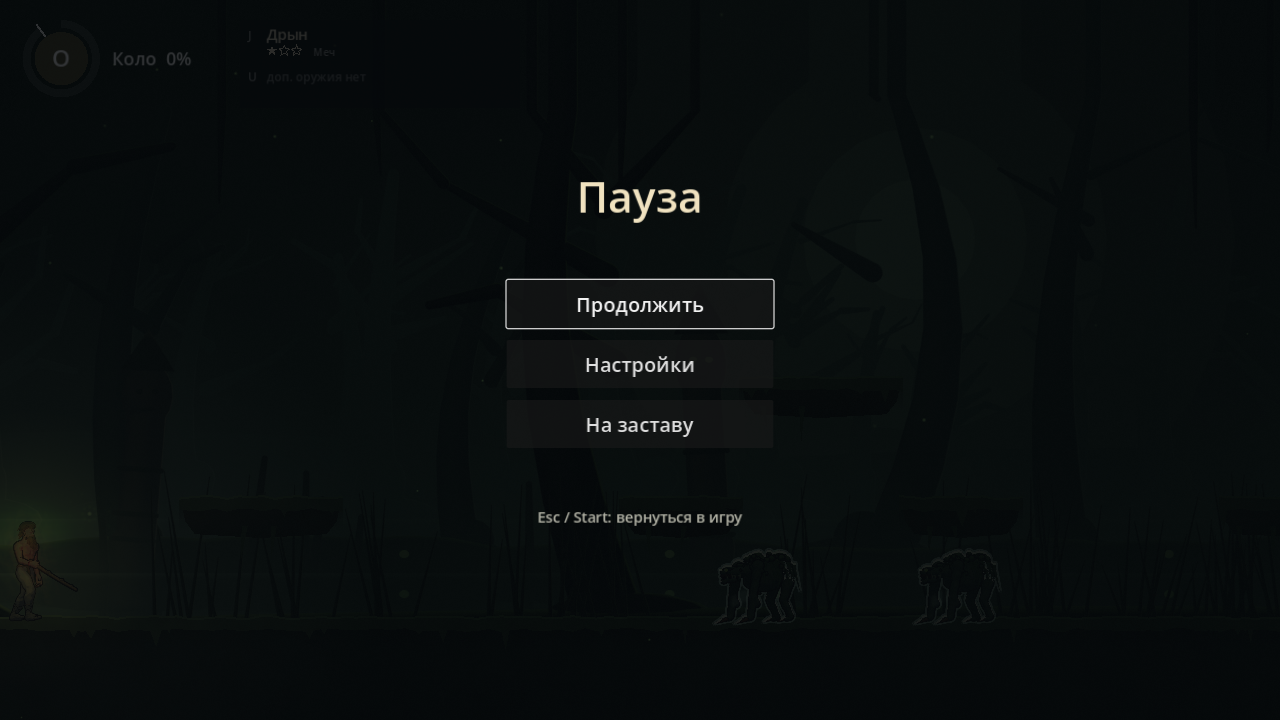 O
Коло 0%
J Дрын
★☆☆ Меч
U доп. оружия нет
Пауза
Продолжить
Настройки
На заставу
Esc / Start: вернуться в игру